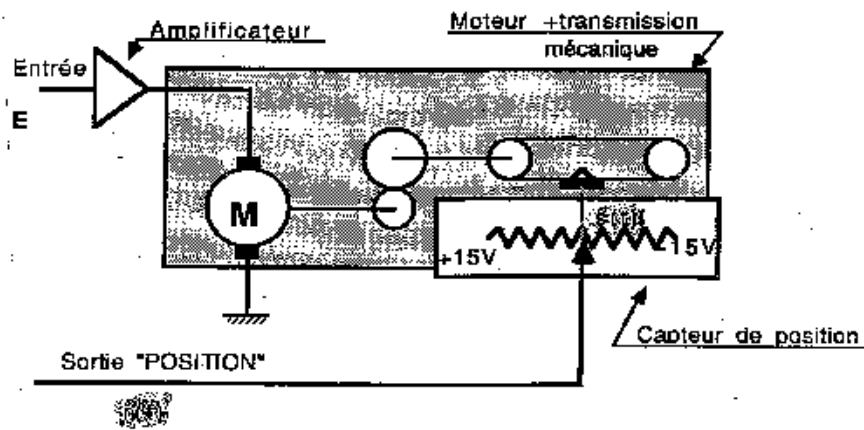 Amplificateur
Moteur +transmission
mécanique
Entrée
E
M
+15V
-15V
Capteur de position
Sortie "POSITION"